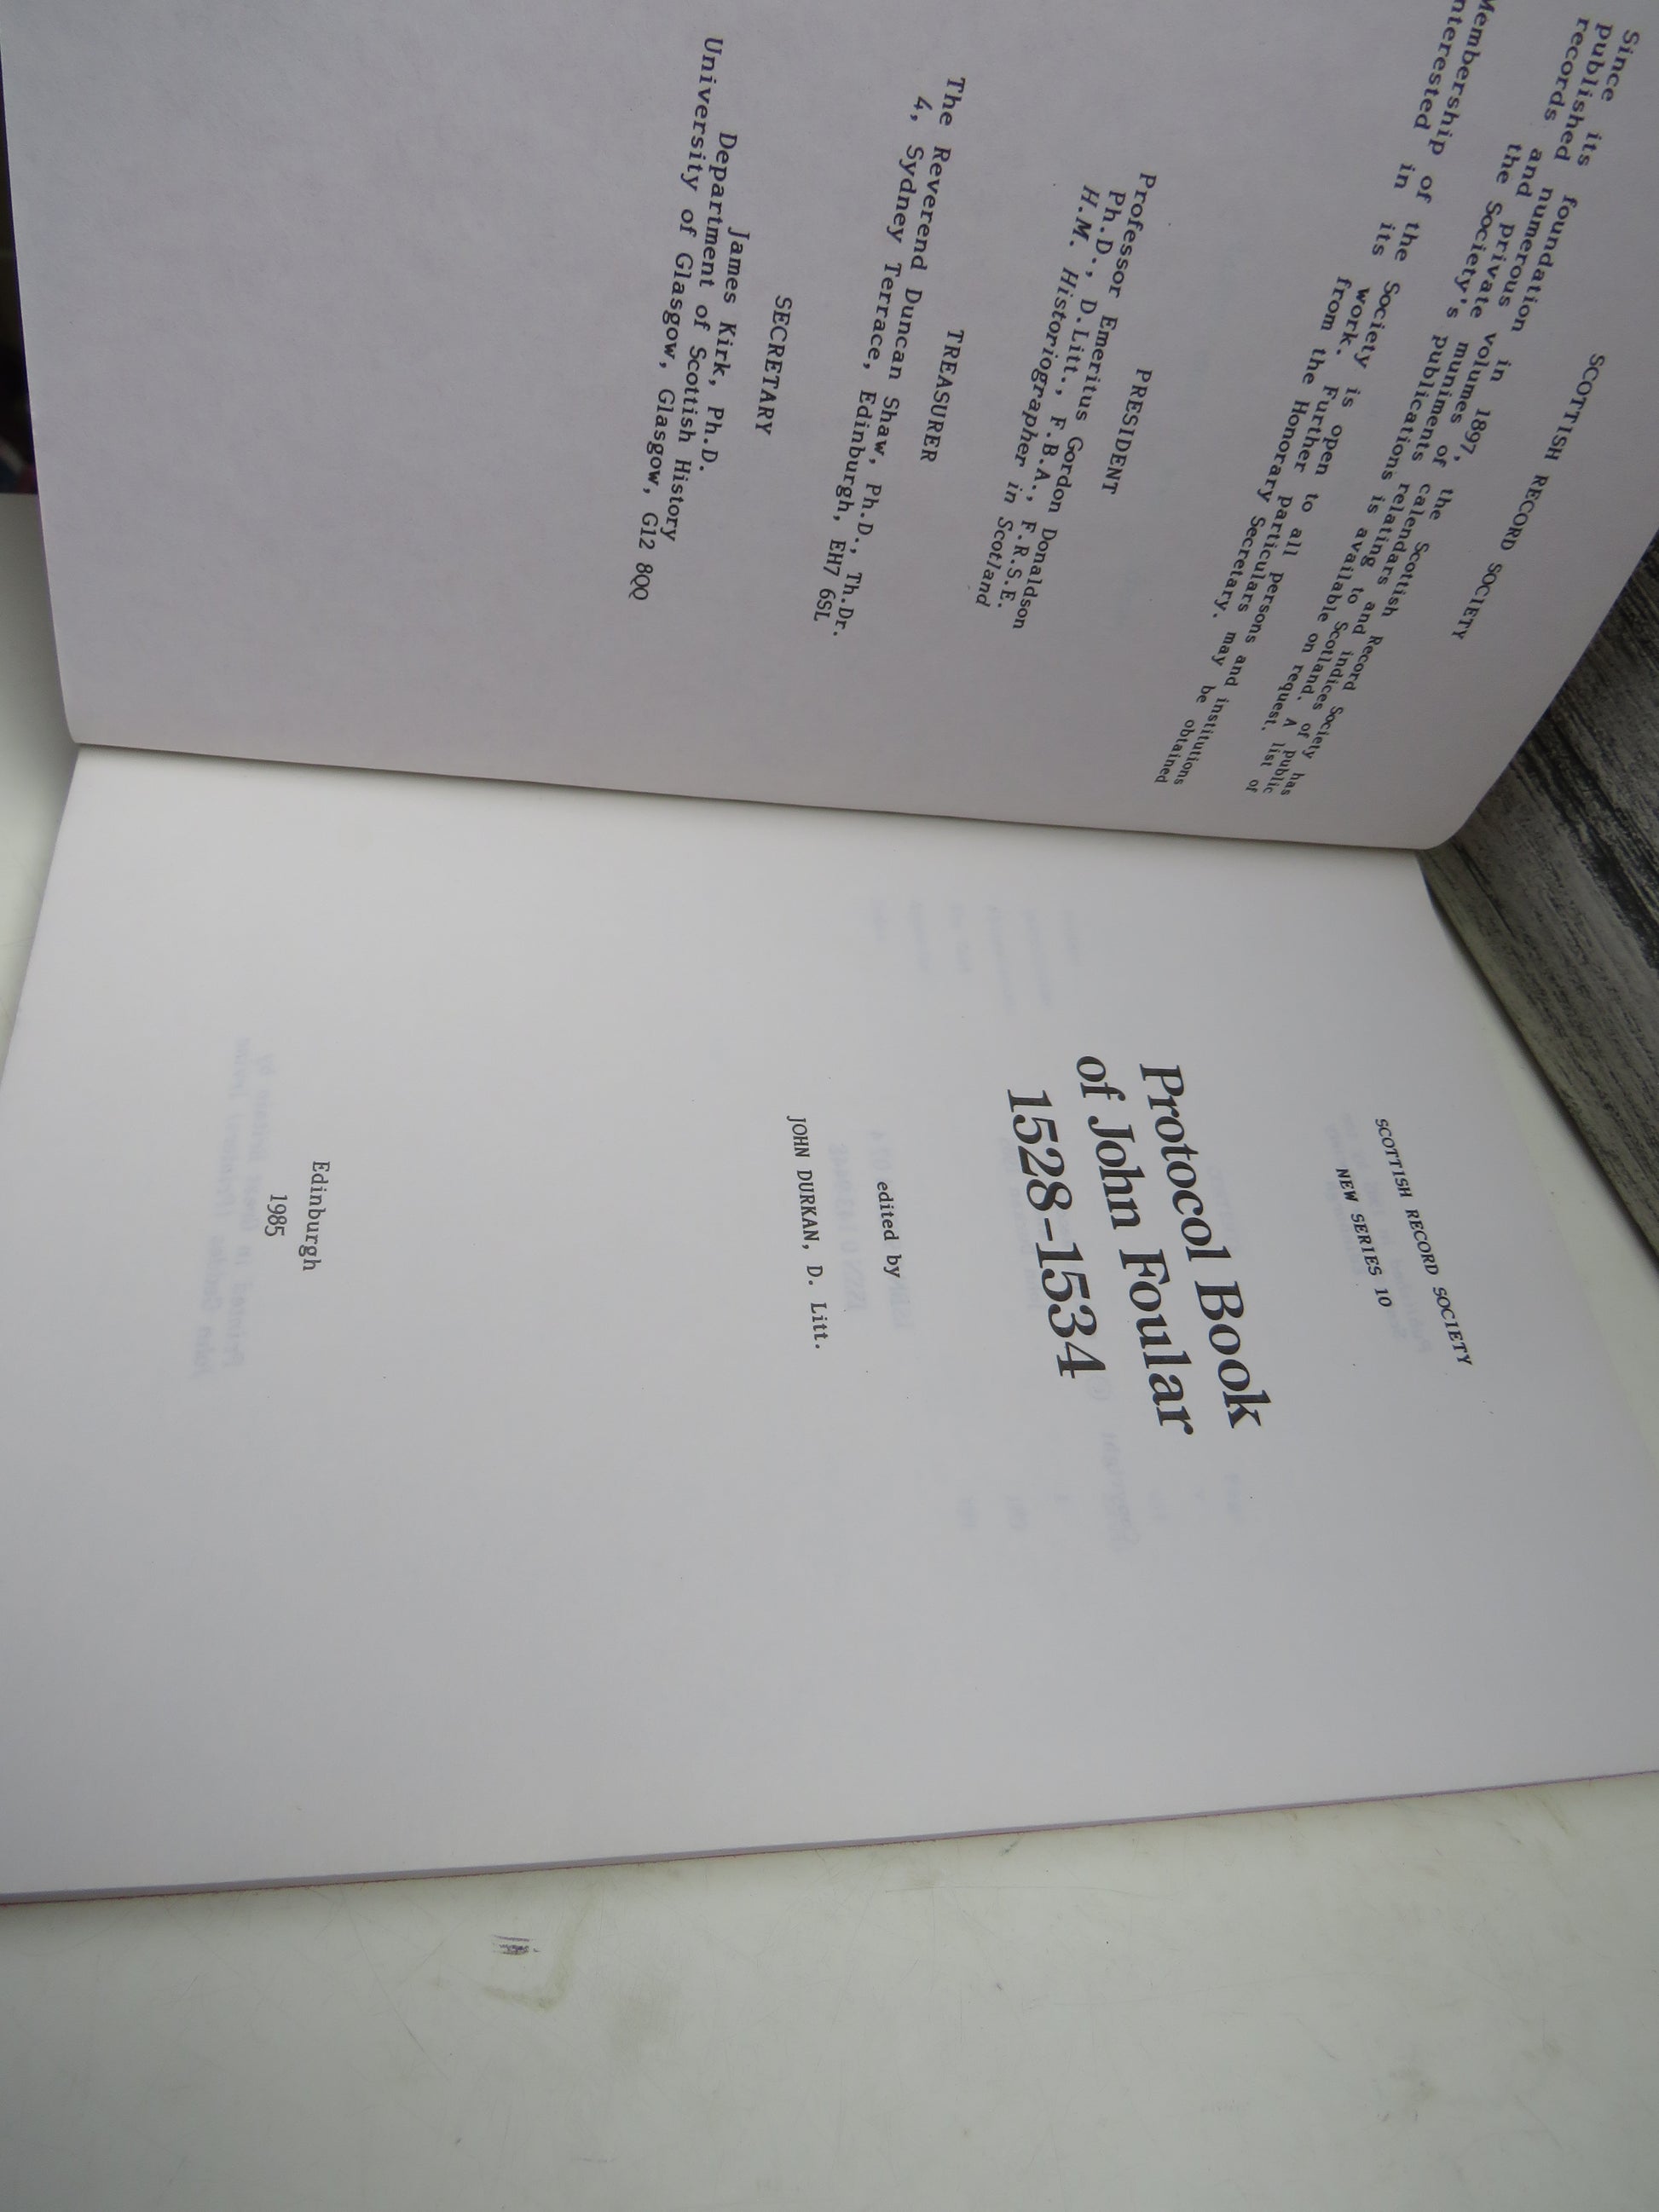 SCOTTISH RECORD SOCIETY
Since its foundation in 1897, the Scottish Record Society has
published numerous volumes of calendars and indices of public
records and private muniments relating to Scotland. A list of
the Society's publications is available on request.
Membership of the Society is open to all persons and institutions
interested in its work. Further particulars may be obtained
from the Honorary Secretary.
PRESIDENT
Professor Emeritus Gordon Donaldson
Ph.D., D.Litt., F.B.A., F.R.S.E.
H.M. Historiographer in Scotland
TREASURER
The Reverend Duncan Shaw, Ph.D., Th.Dr.
4, Sydney Terrace, Edinburgh, EH7 6SL
SECRETARY
James Kirk, Ph.D.
Department of Scottish History
University of Glasgow, Glasgow, G12 8QQ
SCOTTISH RECORD SOCIETY
NEW SERIES 10
Protocol Book
of John Foular
1528-1534
edited by
JOHN DURKAN, D. Litt.
Edinburgh
1985